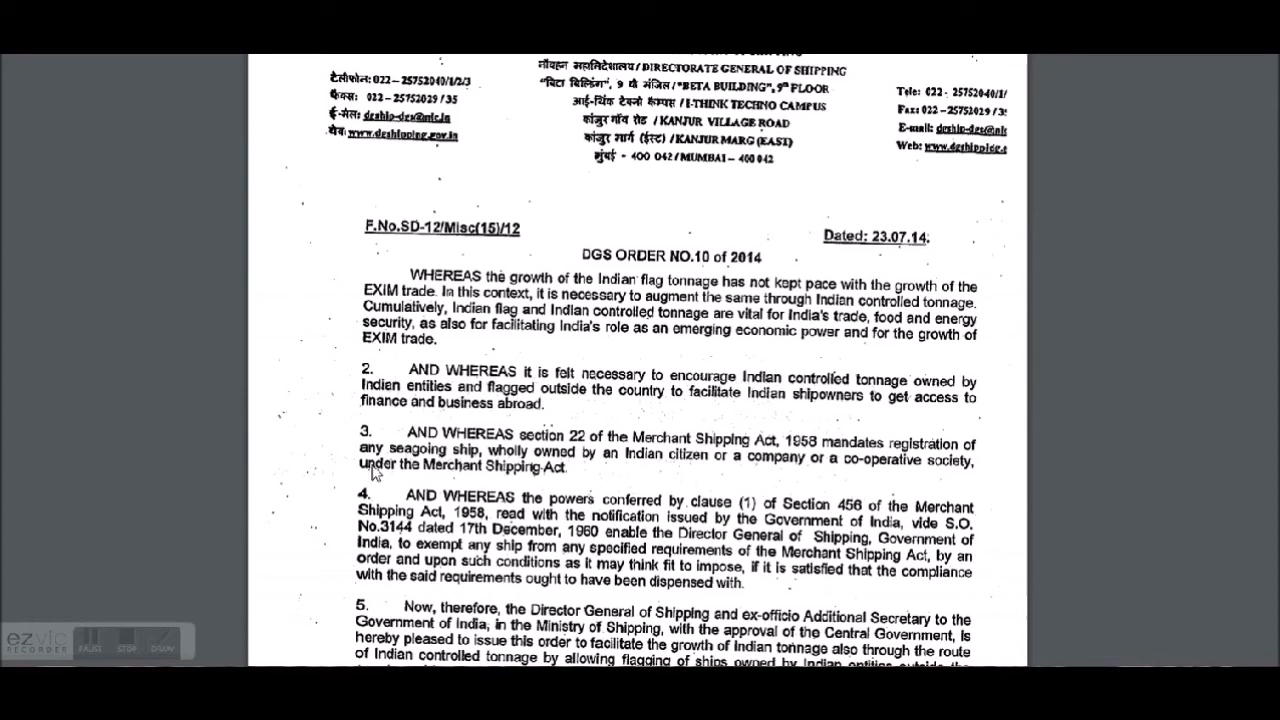 नौवहन महानिदेशालय/ DIRECTORATE GENERAL OF SHIPPING
"बिटा बिल्डिंग", 9 वी मंजिल/ "BETA BUILDING", 9th FLOOR
आई-थिंक टेक्नो कैम्पस / I-THINK TECHNO CAMPUS
कांजुर गाँव रोड / KANJUR VILLAGE ROAD
कांजुर मार्ग (ईस्ट) / KANJUR MARG (EAST)
मुंबई - 400 042 / MUMBAI – 400 042
टेलीफोन: 022 – 25752040/1/2/3
फैक्स: 022 –25752029 / 35
ई-मेल: dgship-dgs@nic.in
वेब: www.dgshipping.gov.in
Tele: 022 - 25752040/1/
Fax: 022 –25752029 / 3
E-mail: dgship-dgs@nic
Web: www.dgshipping.g
F.No.SD-12/Misc(15)/12
Dated: 23.07.14.
DGS ORDER NO.10 of 2014
WHEREAS the growth of the Indian flag tonnage has not kept pace with the growth of the
EXIM trade. In this context, it is necessary to augment the same through Indian controlled tonnage.
Cumulatively, Indian flag and Indian controlled tonnage are vital for India's trade, food and energy
security, as also for facilitating India's role as an emerging economic power and for the growth of
EXIM trade.
2. AND WHEREAS it is felt necessary to encourage Indian controlled tonnage owned by
Indian entities and flagged outside the country to facilitate Indian shipowners to get access to
finance and business abroad.
3. AND WHEREAS section 22 of the Merchant Shipping Act, 1958 mandates registration of
any seagoing ship, wholly owned by an Indian citizen or a company or a co-operative society,
under the Merchant Shipping Act.
4. AND WHEREAS the powers conferred by clause (1) of Section 456 of the Merchant
Shipping Act, 1958, read with the notification issued by the Government of India, vide S.O.
No.3144 dated 17th December, 1960 enable the Director General of Shipping, Government of
India, to exempt any ship from any specified requirements of the Merchant Shipping Act, by an
order and upon such conditions as it may think fit to impose, if it is satisfied that the compliance
with the said requirements ought to have been dispensed with.
5. Now, therefore, the Director General of Shipping and ex-officio Additional Secretary to the
Government of India, in the Ministry of Shipping, with the approval of the Central Government, is
hereby pleased to issue this order to facilitate the growth of Indian tonnage also through the route
of Indian controlled tonnage by allowing flagging of ships owned by Indian entities outside the
ezvid
RECORDER
PAUSE
STOP
DRAW